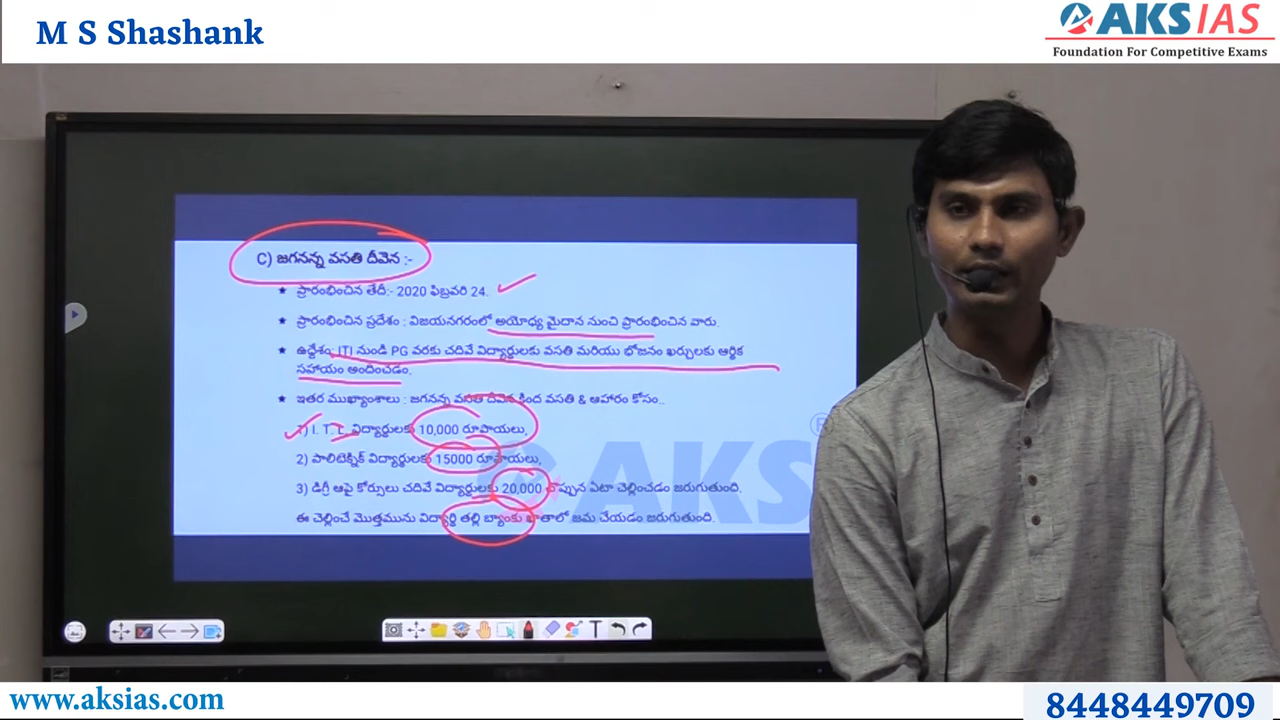 M S Shashank
AKS IAS
Foundation For Competitive Exams
C) జగనన్న వసతి దీవెన :-
★ ప్రారంభించిన తేదీ:- 2020 ఫిబ్రవరి 24.
★ ప్రారంభించిన ప్రదేశం : విజయనగరంలో అయోధ్య మైదాన నుంచి ప్రారంభించిన వారు.
★ ఉద్దేశం: ITI నుండి PG వరకు చదివే విద్యార్థులకు వసతి మరియు భోజనం ఖర్చులకు ఆర్థిక
సహాయం అందించడం.
★ ఇతర ముఖ్యాంశాలు : జగనన్న వసతి దీవెన కింద వసతి & ఆహారం కోసం..
1) I. T. I. విద్యార్థులకు 10,000 రూపాయలు,
2) పాలిటెక్నిక్ విద్యార్థులకు 15000 రూపాయలు,
3) డిగ్రీ ఆపై కోర్సులు చదివే విద్యార్థులకు 20,000 చొప్పున ఏటా చెల్లించడం జరుగుతుంది.
ఈ చెల్లించే మొత్తమును విద్యార్థి తల్లి బ్యాంకు ఖాతాలో జమ చేయడం జరుగుతుంది.
AKS
www.aksias.com
8448449709